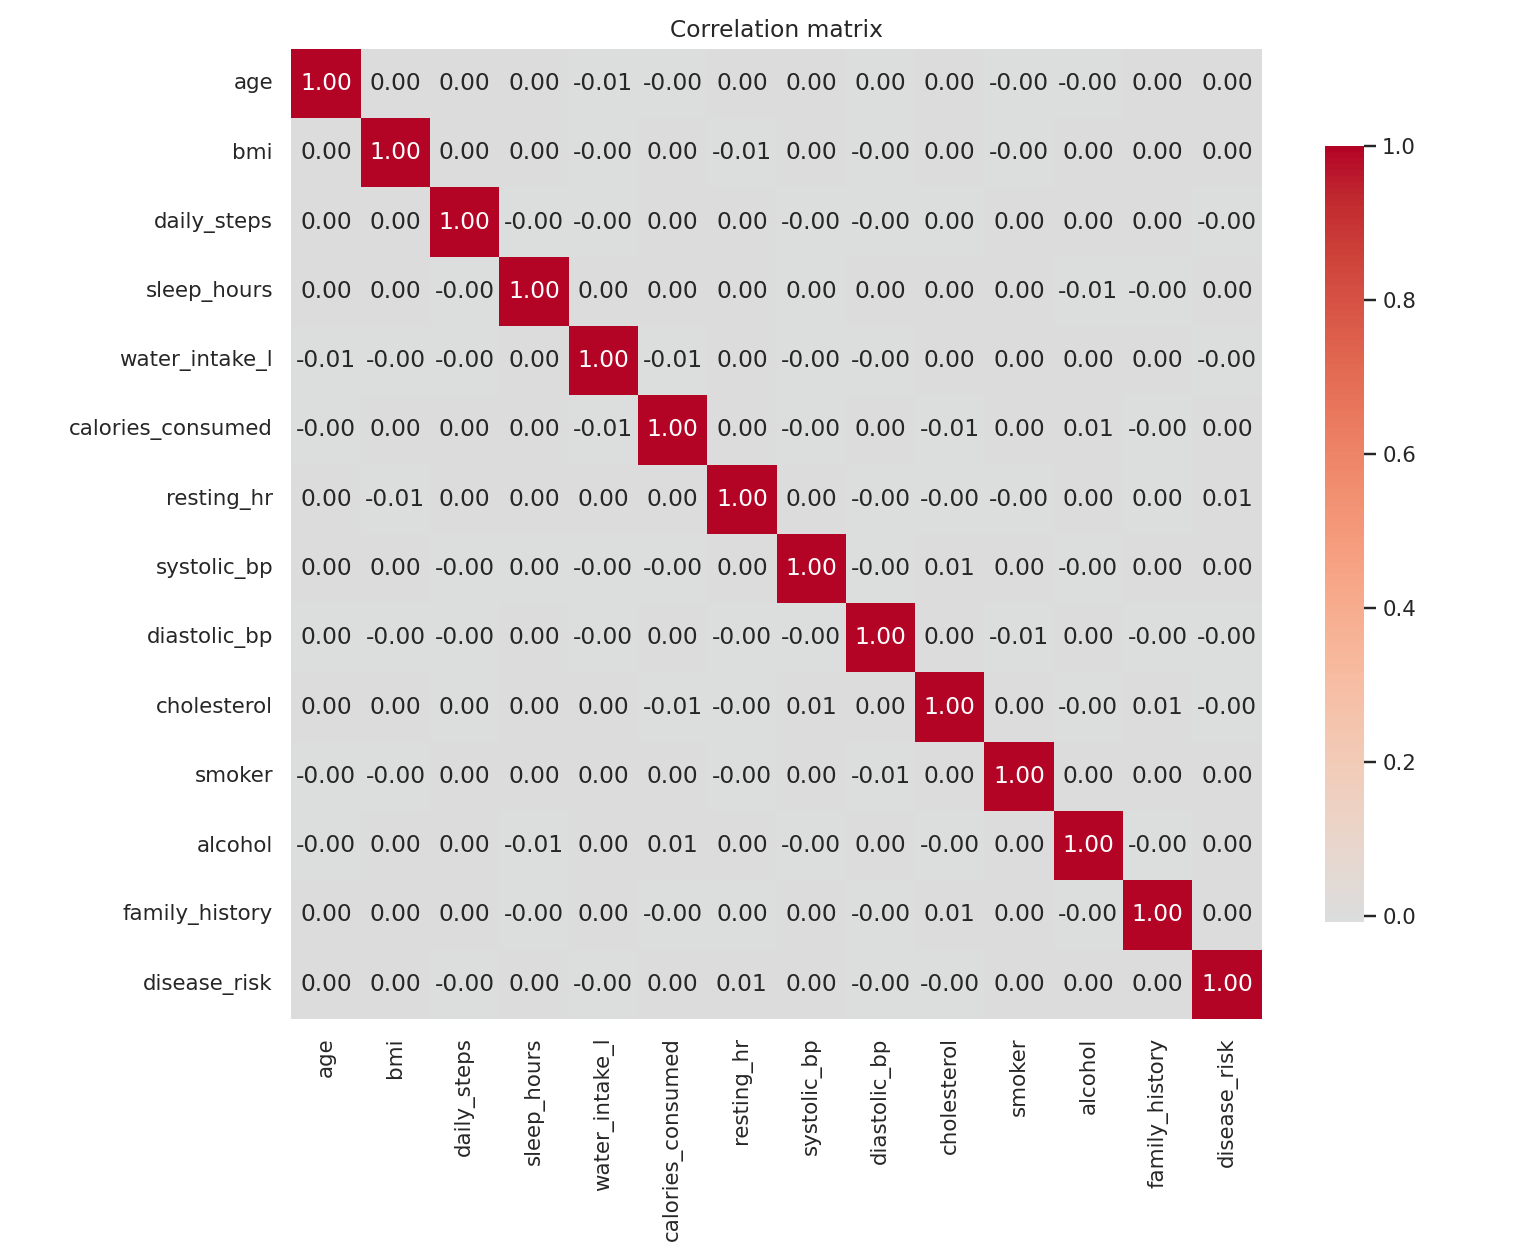 Correlation matrix
age 1.00 0.00 0.00 0.00 -0.01 -0.00 0.00 0.00 0.00 0.00 -0.00 -0.00 0.00 0.00
bmi 0.00 1.00 0.00 0.00 -0.00 0.00 -0.01 0.00 -0.00 0.00 -0.00 0.00 0.00 0.00
daily_steps 0.00 0.00 1.00 -0.00 -0.00 0.00 0.00 -0.00 -0.00 0.00 0.00 0.00 0.00 -0.00
sleep_hours 0.00 0.00 -0.00 1.00 0.00 0.00 0.00 0.00 0.00 0.00 0.00 -0.01 -0.00 0.00
water_intake_l -0.01 -0.00 -0.00 0.00 1.00 -0.01 0.00 -0.00 -0.00 0.00 0.00 0.00 0.00 -0.00
calories_consumed -0.00 0.00 0.00 0.00 -0.01 1.00 0.00 -0.00 0.00 -0.01 0.00 0.01 -0.00 0.00
resting_hr 0.00 -0.01 0.00 0.00 0.00 0.00 1.00 0.00 -0.00 -0.00 -0.00 0.00 0.00 0.01
systolic_bp 0.00 0.00 -0.00 0.00 -0.00 -0.00 0.00 1.00 -0.00 0.01 0.00 -0.00 0.00 0.00
diastolic_bp 0.00 -0.00 -0.00 0.00 -0.00 0.00 -0.00 -0.00 1.00 0.00 -0.01 0.00 -0.00 -0.00
cholesterol 0.00 0.00 0.00 0.00 0.00 -0.01 -0.00 0.01 0.00 1.00 0.00 -0.00 0.01 -0.00
smoker -0.00 -0.00 0.00 0.00 0.00 0.00 -0.00 0.00 -0.01 0.00 1.00 0.00 0.00 0.00
alcohol -0.00 0.00 0.00 -0.01 0.00 0.01 0.00 -0.00 0.00 -0.00 0.00 1.00 -0.00 0.00
family_history 0.00 0.00 0.00 -0.00 0.00 -0.00 0.00 0.00 -0.00 0.01 0.00 -0.00 1.00 0.00
disease_risk 0.00 0.00 -0.00 0.00 -0.00 0.00 0.01 0.00 -0.00 -0.00 0.00 0.00 0.00 1.00
age bmi daily_steps sleep_hours water_intake_l calories_consumed resting_hr systolic_bp diastolic_bp cholesterol smoker alcohol family_history disease_risk
1.0
0.8
0.6
0.4
0.2
0.0